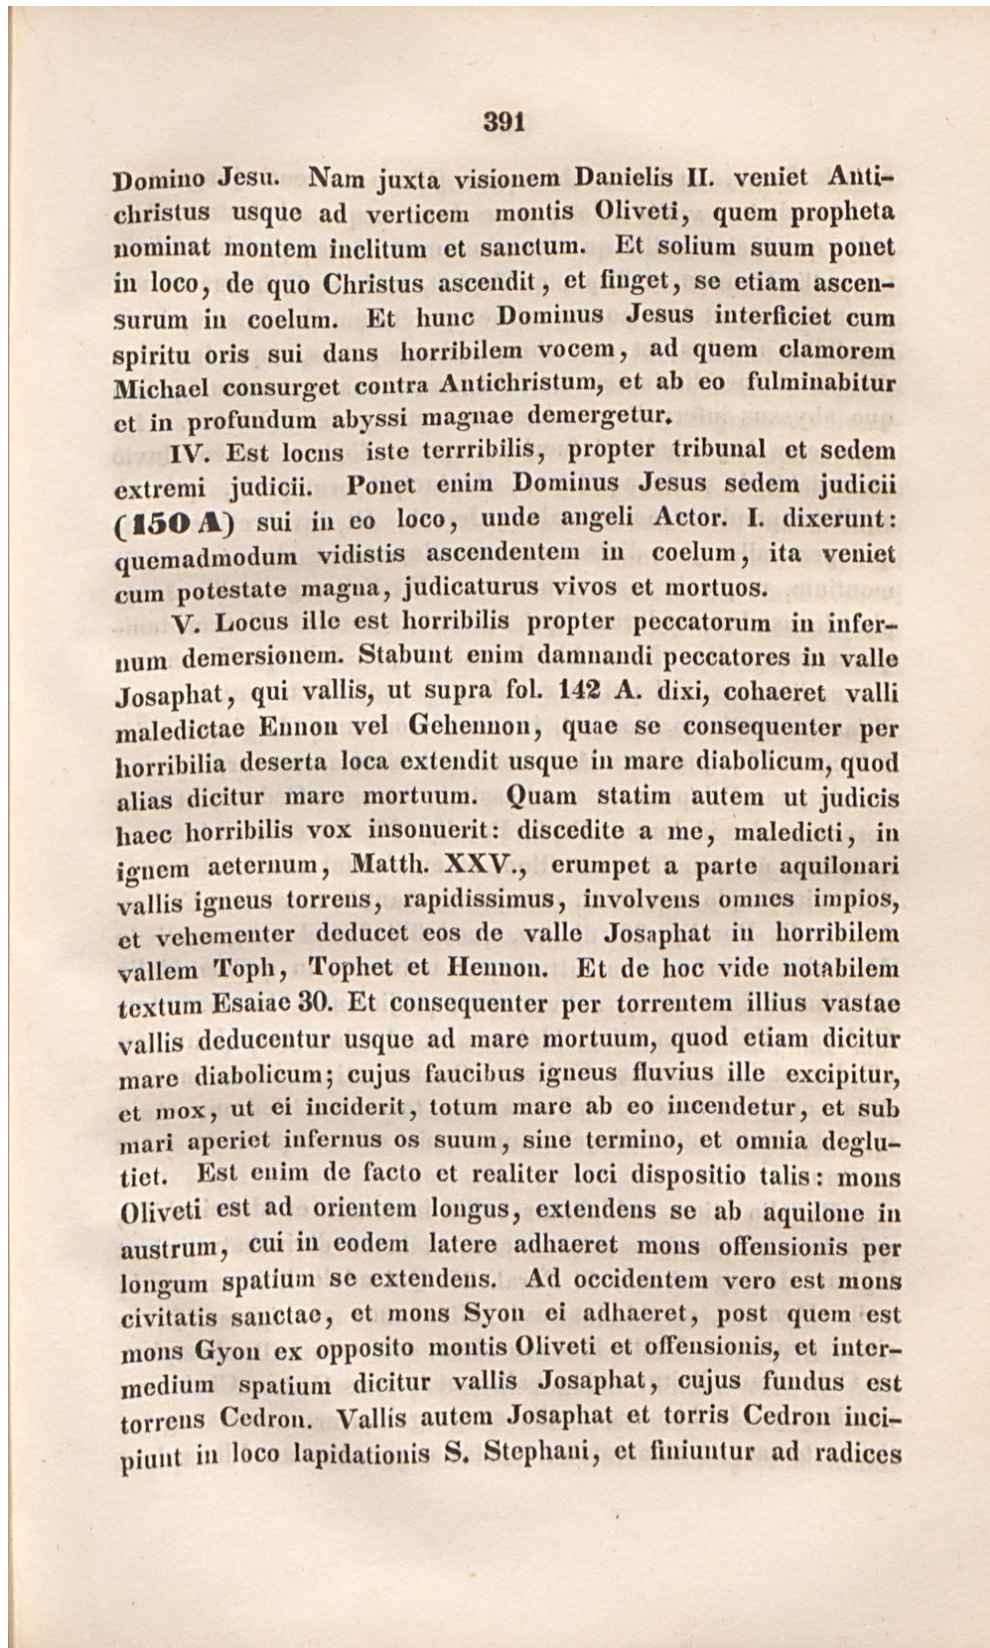 391
Domino Jesu. Nam juxta visionem Danielis II. veniet Anti-
christus usque ad verticem montis Oliveti, quem propheta
nominat montem inclitum et sanctum. Et solium suum ponet
in loco, de quo Christus ascendit, et finget, se etiam ascen-
surum in coelum. Et hunc Dominus Jesus interficiet cum
spiritu oris sui dans horribilem vocem, ad quem clamorem
Michael consurget contra Antichristum, et ab eo fulminabitur
et in profundum abyssi magnae demergetur.
IV. Est locus iste terrribilis, propter tribunal et sedem
extremi judicii. Ponet enim Dominus Jesus sedem judicii
(150 A) sui in eo loco, unde angeli Actor. I. dixerunt:
quemadmodum vidistis ascendentem in coelum, ita veniet
cum potestate magna, judicaturus vivos et mortuos.
V. Locus ille est horribilis propter peccatorum in infer-
num demersionem. Stabunt enim damnandi peccatores in valle
Josaphat, qui vallis, ut supra fol. 142 A. dixi, cohaeret valli
maledictae Ennon vel Gehennon, quae se consequenter per
horribilia deserta loca extendit usque in mare diabolicum, quod
alias dicitur mare mortuum. Quam statim autem ut judicis
haec horribilis vox insonuerit: discedite a me, maledicti, in
ignem aeternum, Matth. XXV., erumpet a parte aquilonari
vallis igneus torrens, rapidissimus, involvens omnes impios,
et vehementer deducet eos de valle Josaphat in horribilem
vallem Toph, Tophet et Hennon. Et de hoc vide notabilem
textum Esaiae 30. Et consequenter per torrentem illius vastae
vallis deducentur usque ad mare mortuum, quod etiam dicitur
mare diabolicum; cujus faucibus igneus fluvius ille excipitur,
et mox, ut ei inciderit, totum mare ab eo incendetur, et sub
mari aperiet infernus os suum, sine termino, et omnia deglu-
tiet. Est enim de facto et realiter loci dispositio talis: mons
Oliveti est ad orientem longus, extendens se ab aquilone in
austrum, cui in eodem latere adhaeret mons offensionis per
longum spatium se extendens. Ad occidentem vero est mons
civitatis sanctae, et mons Syon ei adhaeret, post quem est
mons Gyon ex opposito montis Oliveti et offensionis, et inter-
medium spatium dicitur vallis Josaphat, cujus fundus est
torrens Cedron. Vallis autem Josaphat et torris Cedron inci-
piunt in loco lapidationis S. Stephani, et finiuntur ad radices